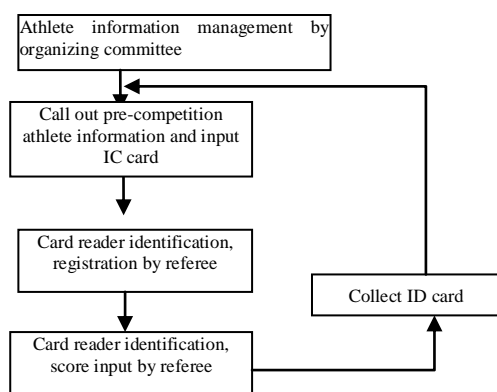 Athlete information management by
organizing committee
Call out pre-competition
athlete information and input
IC card
Card reader identification,
registration by referee
Collect ID card
Card reader identification,
score input by referee